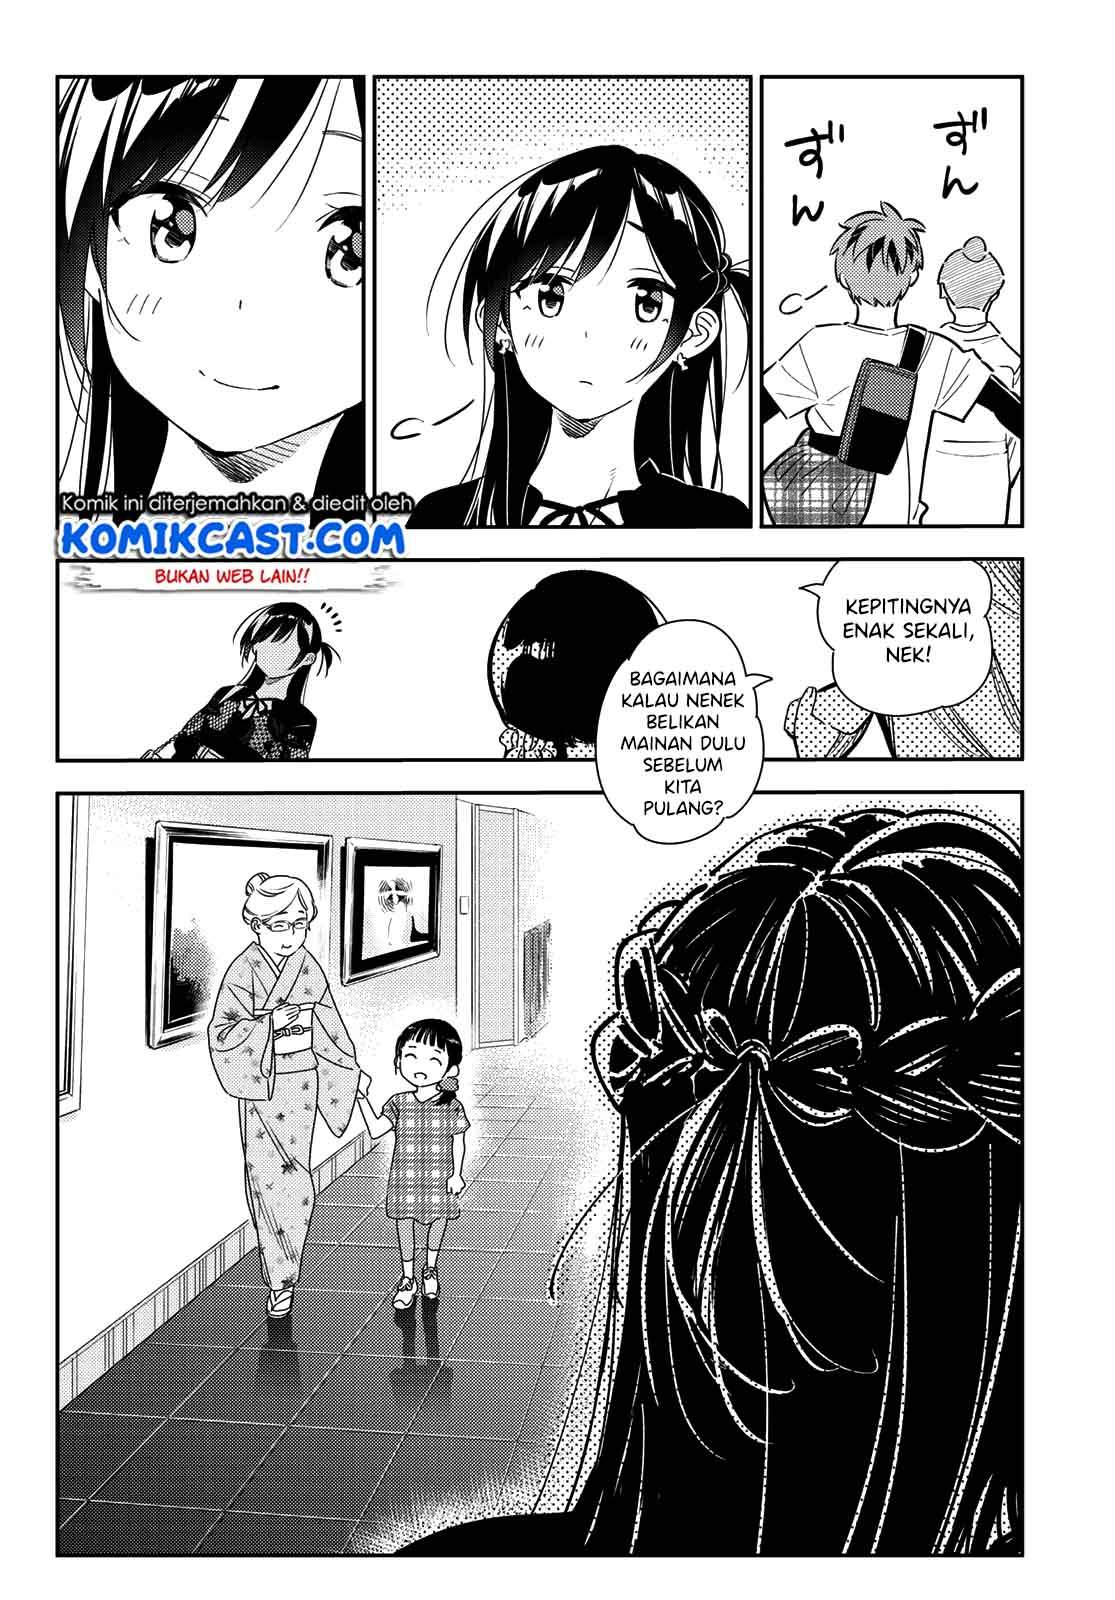 ずん
ずん
Komik ini diterjemahkan & diedit oleh
KOMIKCAST.COM
BUKAN WEB LAIN!!
KEPITINGNYA
ENAK SEKALI,
NEK!
BAGAIMANA
KALAU NENEK
BELIKAN
MAINAN DULU
SEBELUM
KITA
PULANG?